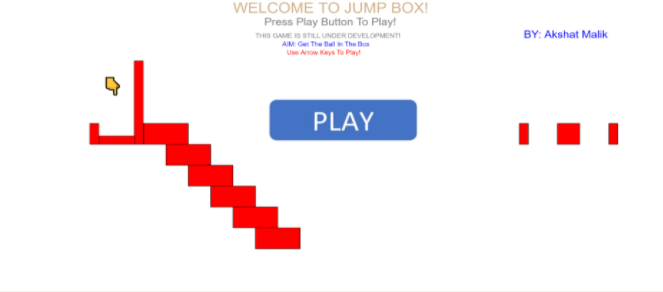 WELCOME TO JUMP BOX!
Press Play Button To Play!
THIS GAME IS STILL UNDER DEVELOPMENT!
AIM: Get The Ball In The Box
Use Arrow Keys To Play!
BY: Akshat Malik
PLAY